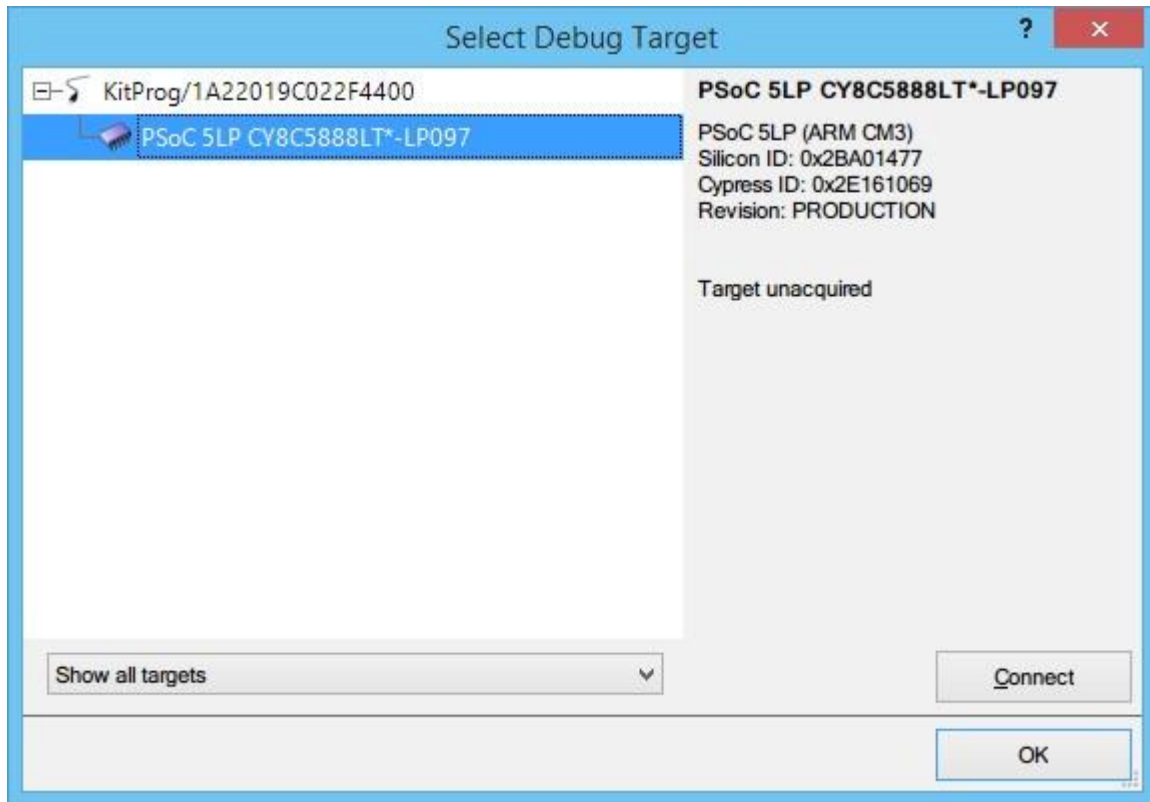 Select Debug Target
?
KitProg/1A22019C022F4400
PSoC 5LP CY8C5888LT*-LP097
PSoC 5LP CY8C5888LT*-LP097
PSoC 5LP (ARM CM3)
Silicon ID: 0x2BA01477
Cypress ID: 0x2E161069
Revision: PRODUCTION
Target unacquired
Show all targets
Connect
OK